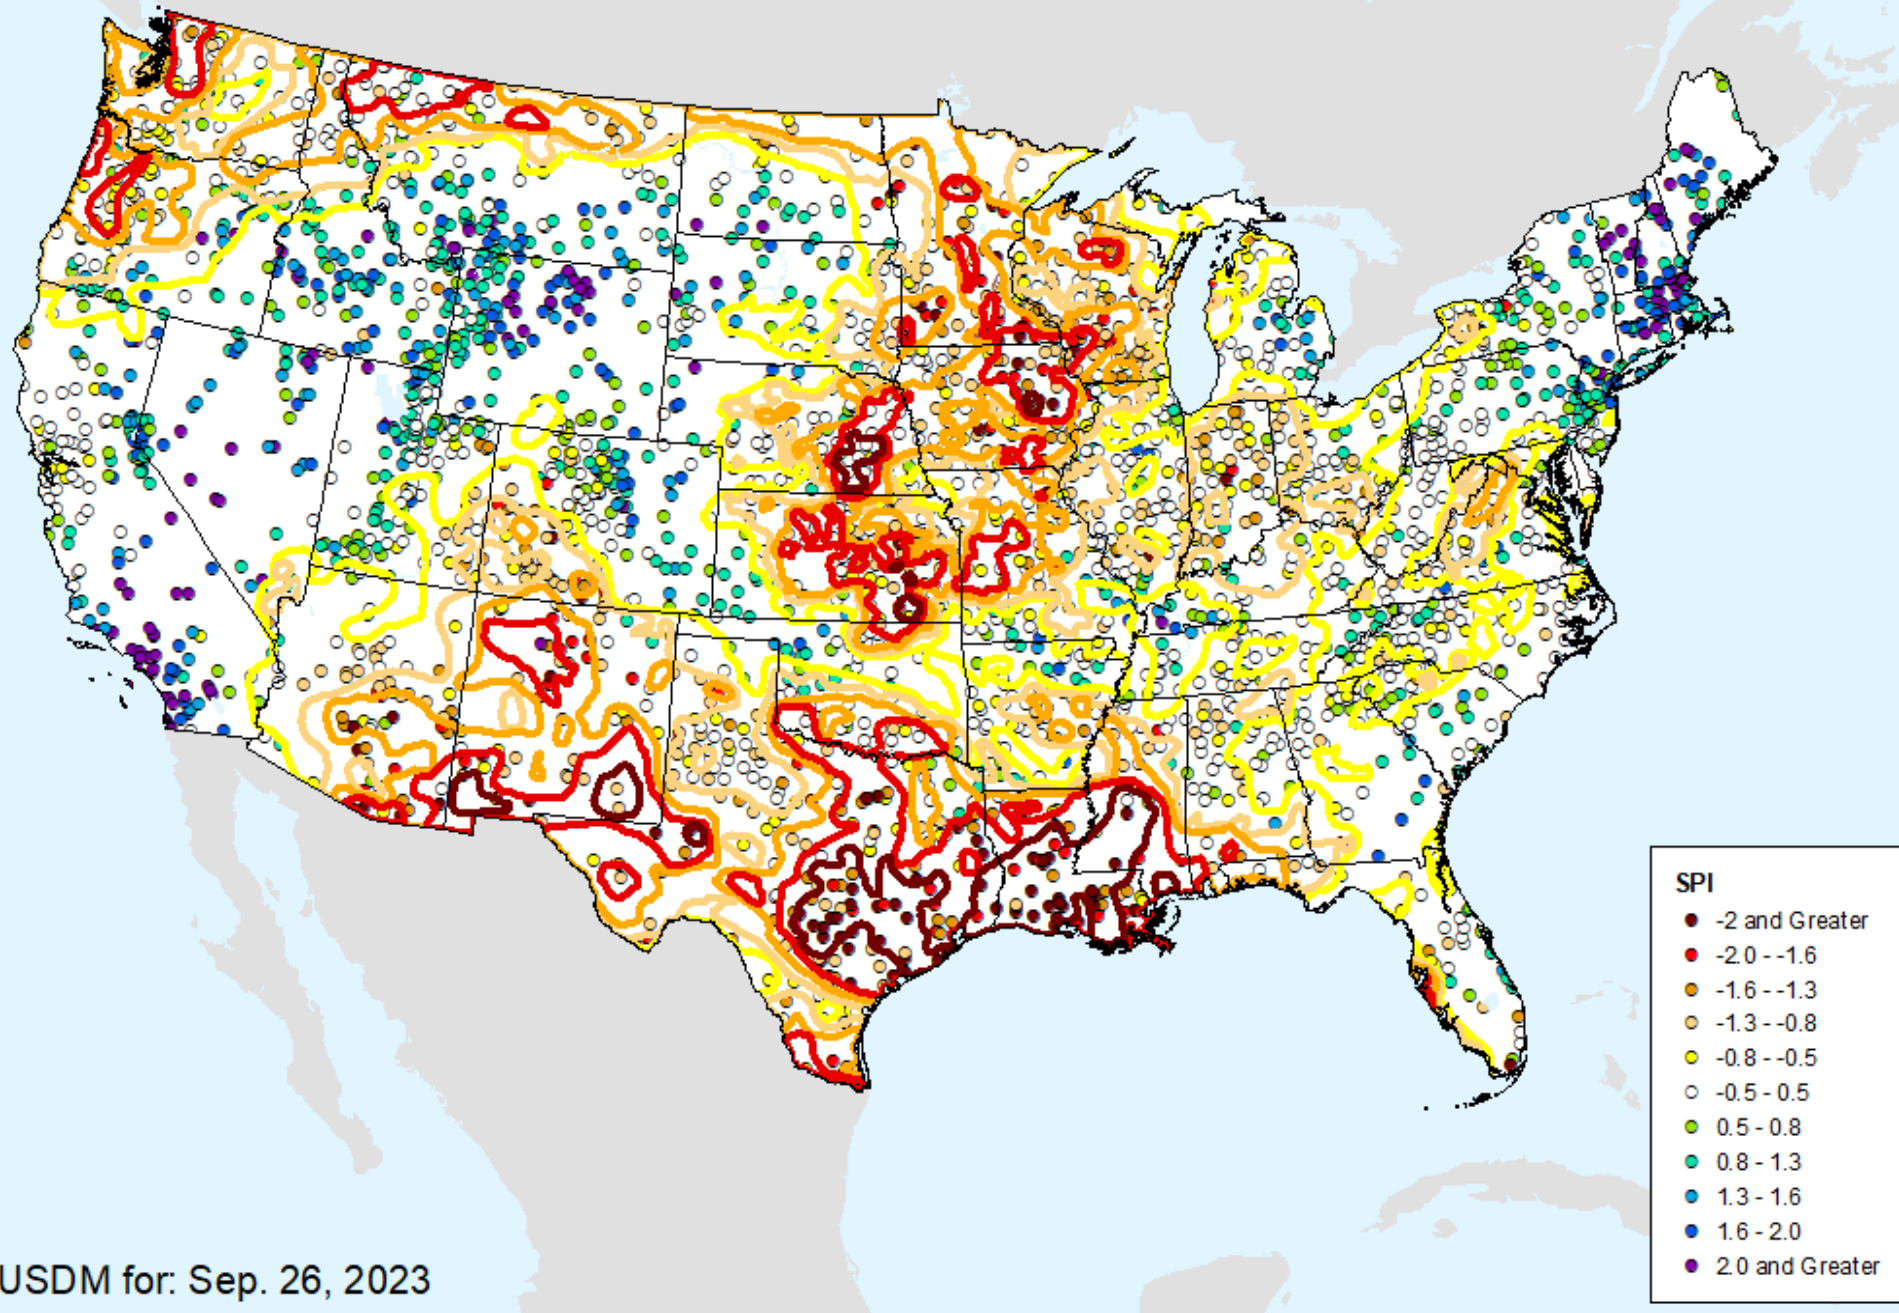 SPI
-2 and Greater
-2.0 - -1.6
-1.6 - -1.3
-1.3 - -0.8
-0.8 - -0.5
-0.5 - 0.5
0.5 - 0.8
0.8 - 1.3
1.3 - 1.6
1.6 - 2.0
2.0 and Greater
USDM for: Sep. 26, 2023